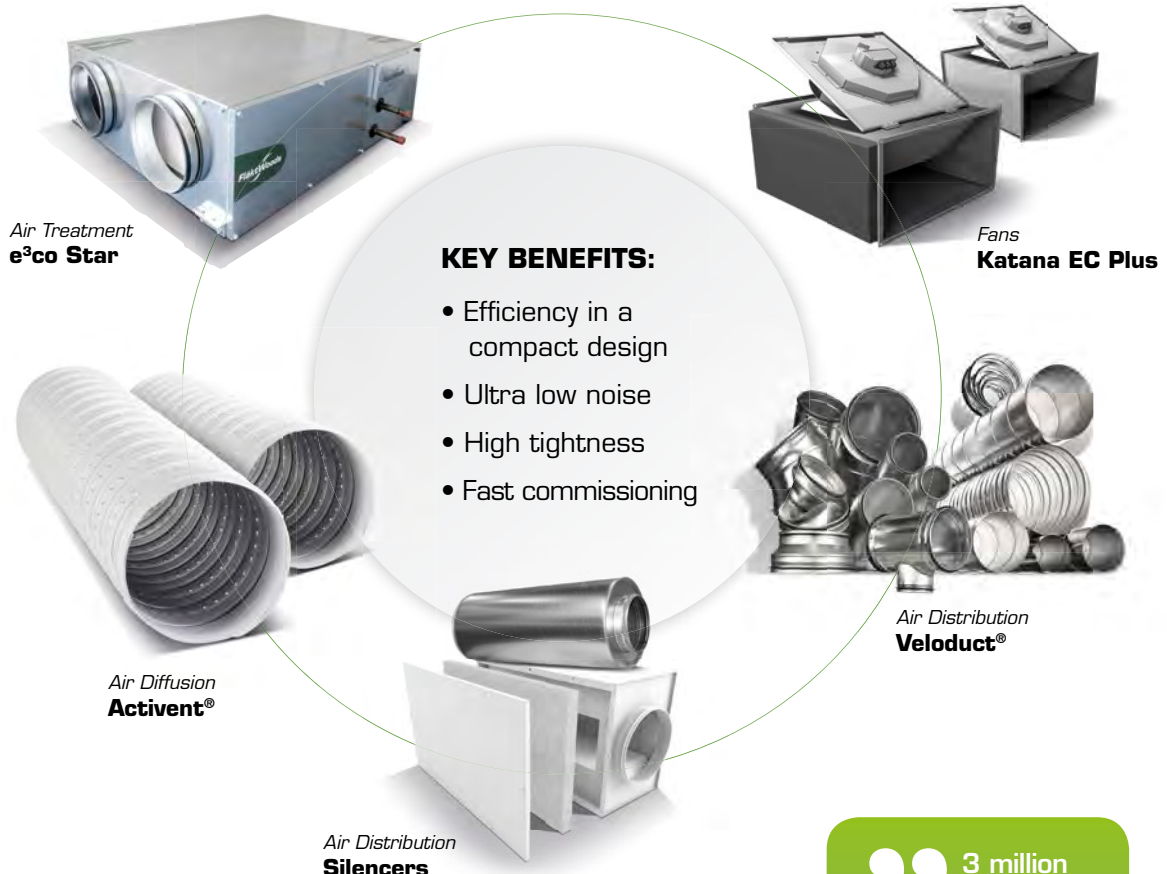 FläktWoods
Air Treatment
e³co Star
Fans
Katana EC Plus
KEY BENEFITS:
• Efficiency in a
compact design
• Ultra low noise
• High tightness
• Fast commissioning
Air Distribution
Veloduct®
Air Diffusion
Activent®
Air Distribution
Silencers
3 million